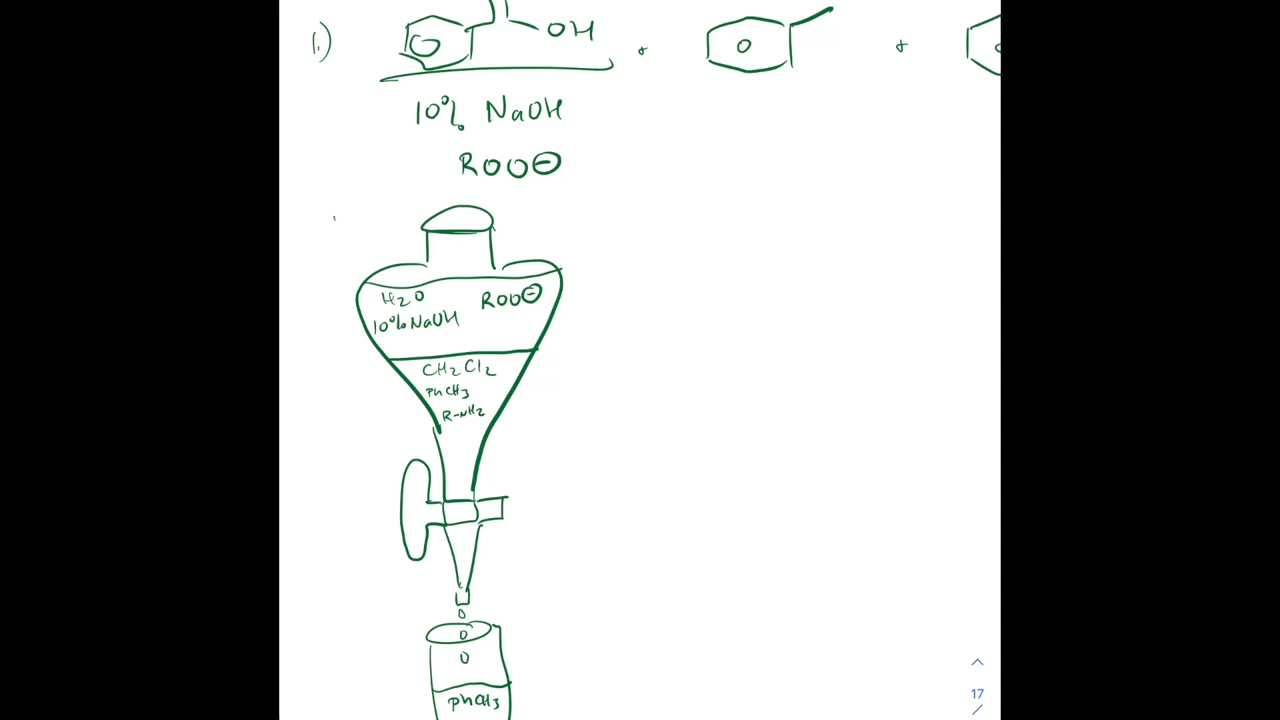 1.) OH + +
10% NaOH
ROO⊖
H2O ROO⊖
10% NaOH
CH2Cl2
PhCH3
R-NH2
PhCH3
17